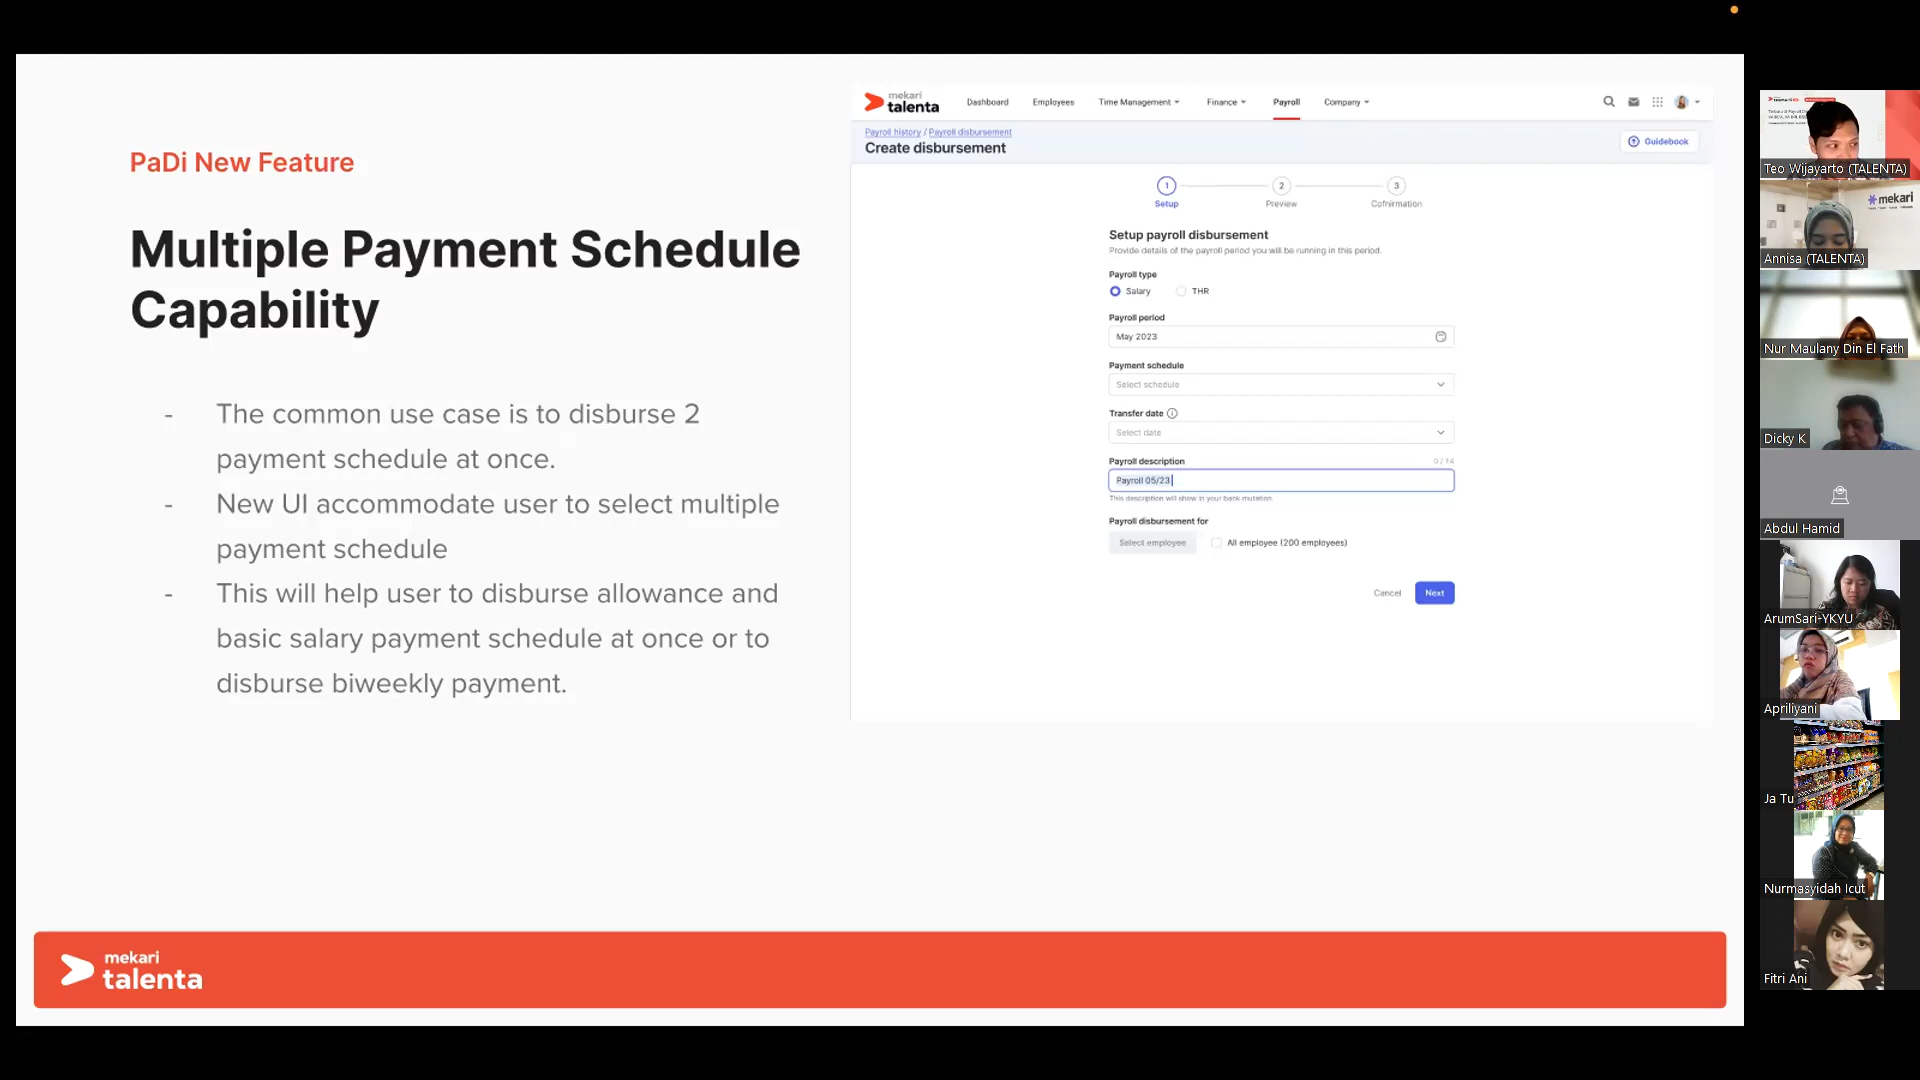 PaDi New Feature
Multiple Payment Schedule
Capability
- The common use case is to disburse 2
payment schedule at once.
- New UI accommodate user to select multiple
payment schedule
- This will help user to disburse allowance and
basic salary payment schedule at once or to
disburse biweekly payment.
mekari
talenta
Dashboard Employees Time Management Finance Payroll Company
Payroll history / Payroll disbursement
Create disbursement
Guidebook
1 2 3
Setup Preview Cofnirmation
Setup payroll disbursement
Provide details of the payroll period you will be running in this period.
Payroll type
Salary THR
Payroll period
May 2023
Payment schedule
Select schedule
Transfer date
Select date
Payroll description 0 / 14
Payroll 05/23
This description will show in your bank mutation
Payroll disbursement for
Select employee All employee (200 employees)
Cancel Next
mekari
talenta
Teo Wijayarto (TALENTA)
mekari
Annisa (TALENTA)
Nur Maulany Din El Fath
Dicky K
Abdul Hamid
ArumSari-YKYU
Apriliyani
Ja Tu
Nurmasyidah Icut
Fitri Ani